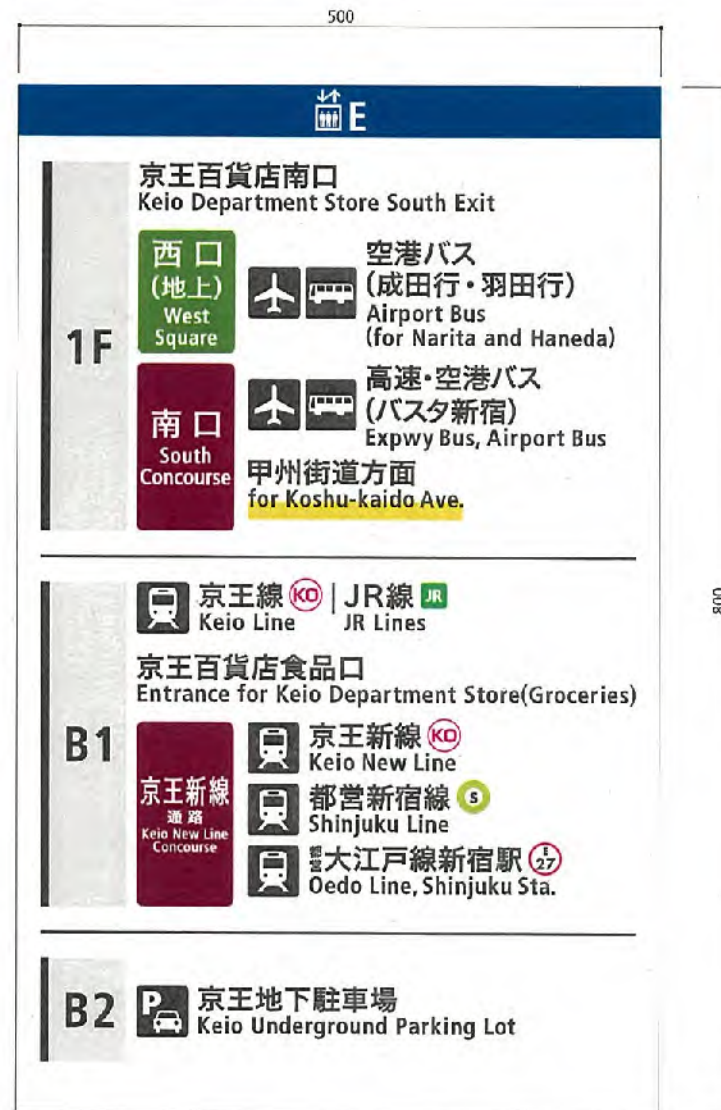 500
E
京王百貨店南口
Keio Department Store South Exit
1F
西口
(地上)
West
Square
空港バス
(成田行・羽田行)
Airport Bus
(for Narita and Haneda)
南口
South
Concourse
高速・空港バス
(バスタ新宿)
Expwy Bus, Airport Bus
甲州街道方面
for Koshu-kaido Ave.
800
B1
京王線 KO | JR線 JR
Keio Line JR Lines
京王百貨店食品口
Entrance for Keio Department Store(Groceries)
京王新線
通路
Keio New Line
Concourse
京王新線 KO
Keio New Line
都営新宿線 S
Shinjuku Line
都営大江戸線新宿駅 E 27
Oedo Line, Shinjuku Sta.
B2
P
京王地下駐車場
Keio Underground Parking Lot